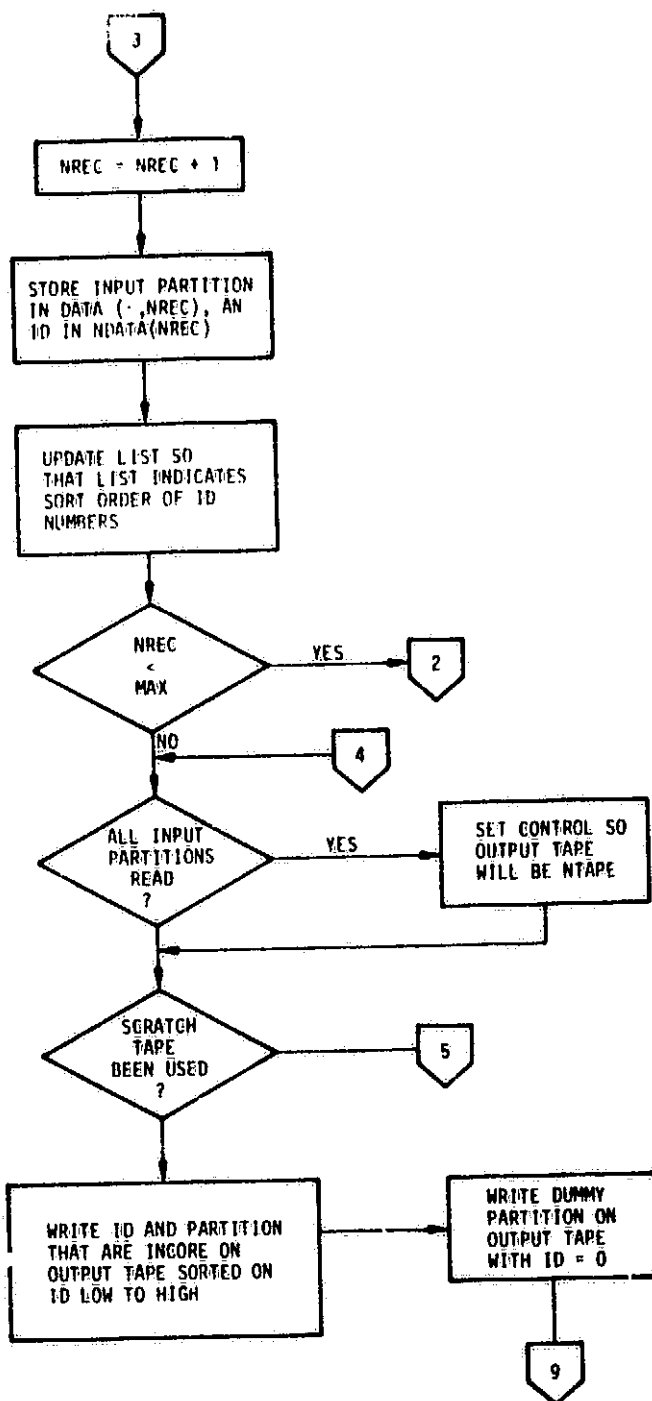 3
NREC = NREC + 1
STORE INPUT PARTITION
IN DATA (·,NREC), AN
ID IN NDATA(NREC)
UPDATE LIST SO
THAT LIST INDICATES
SORT ORDER OF ID
NUMBERS
NREC
<
MAX
YES
2
NO
4
ALL INPUT
PARTITIONS
READ
?
YES
SET CONTROL SO
OUTPUT TAPE
WILL BE NTAPE
SCRATCH
TAPE
BEEN USED
?
5
WRITE ID AND PARTITION
THAT ARE INCORE ON
OUTPUT TAPE SORTED ON
ID LOW TO HIGH
WRITE DUMMY
PARTITION ON
OUTPUT TAPE
WITH ID = 0
9